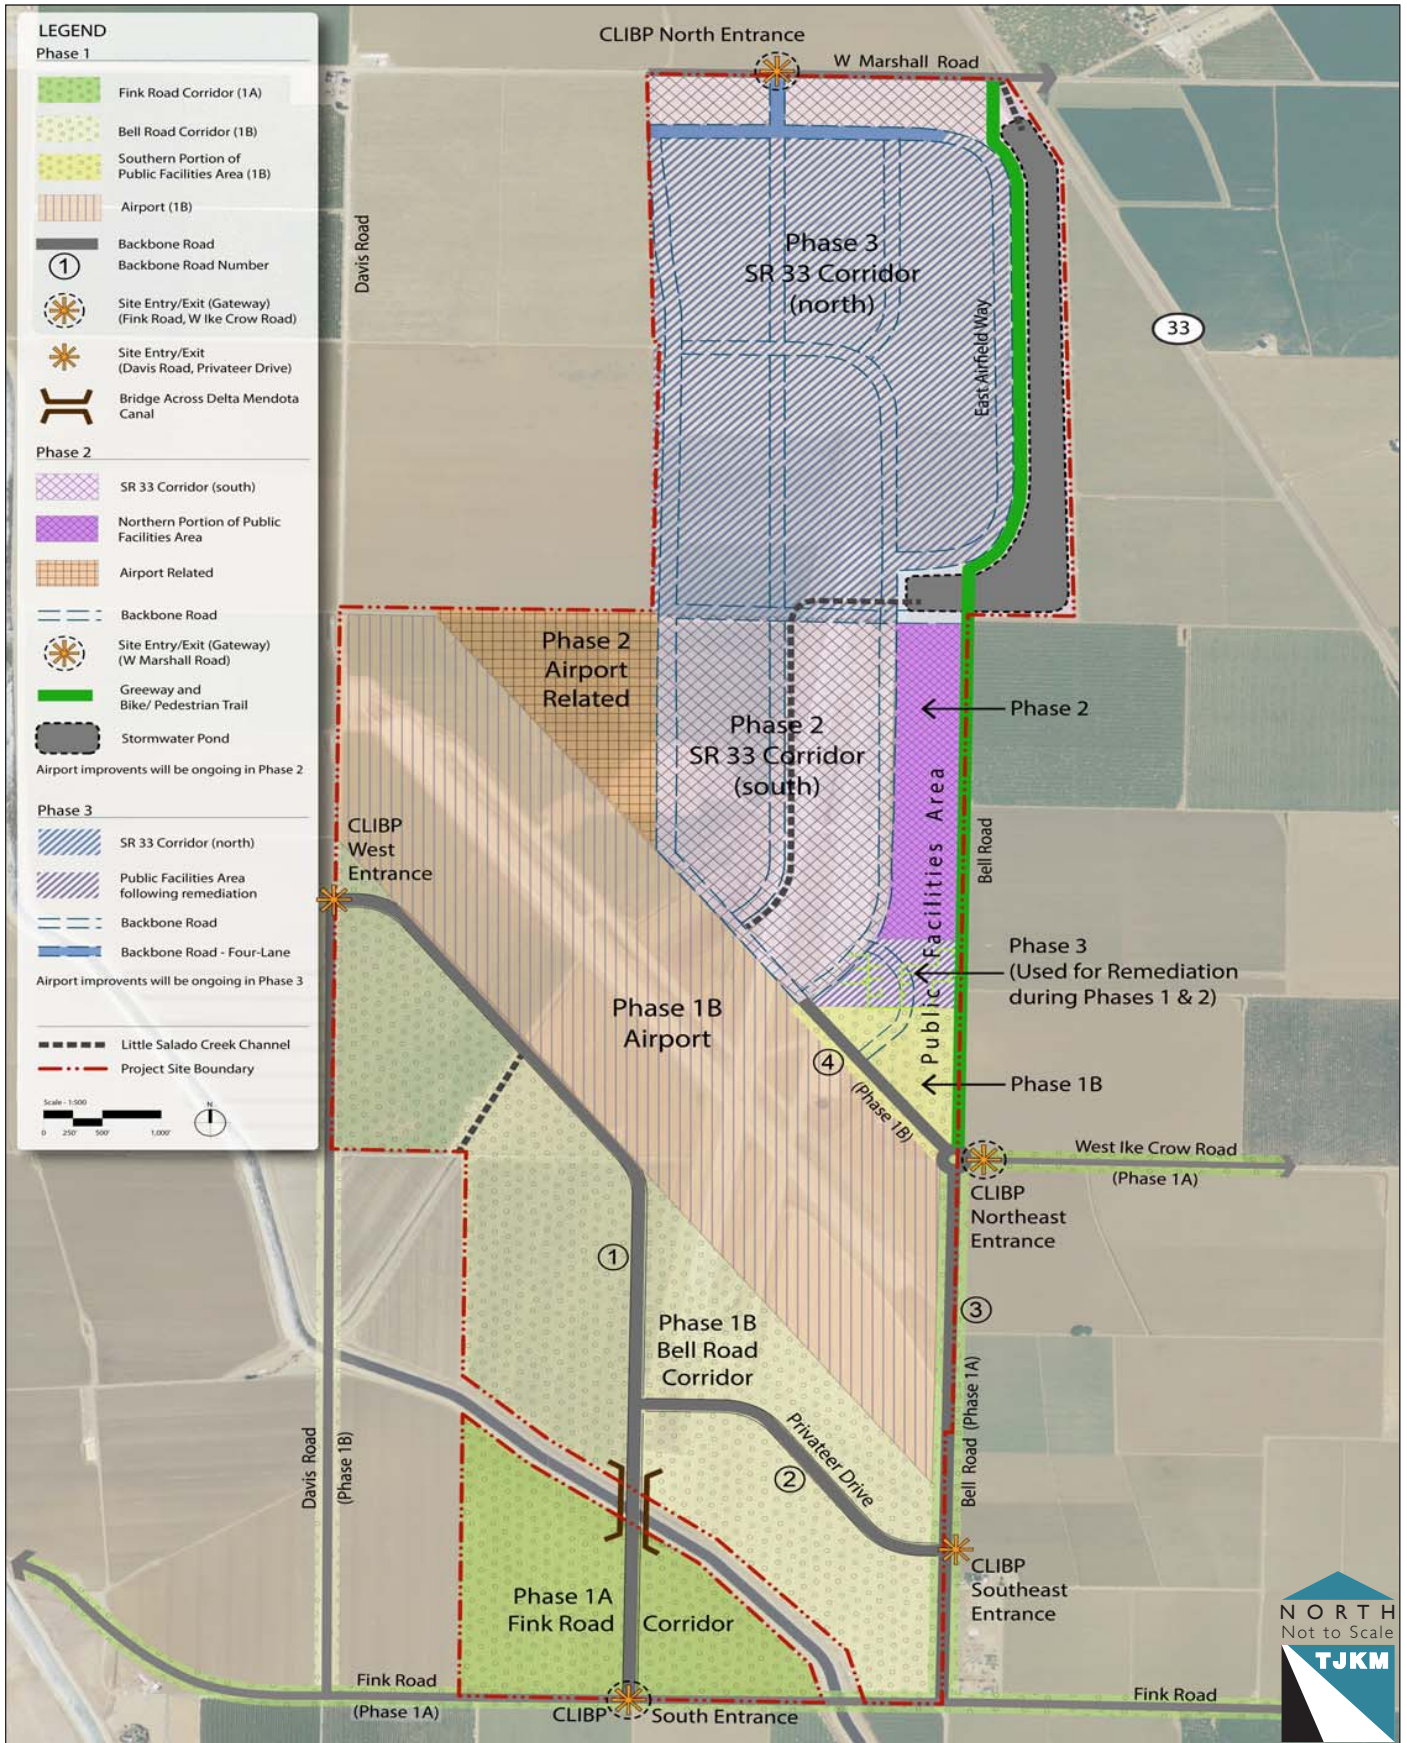 LEGEND
Phase 1
Fink Road Corridor (1A)
Bell Road Corridor (1B)
Southern Portion of
Public Facilities Area (1B)
Airport (1B)
Backbone Road
1
Backbone Road Number
Site Entry/Exit (Gateway)
(Fink Road, W Ike Crow Road)
Site Entry/Exit
(Davis Road, Privateer Drive)
Bridge Across Delta Mendota
Canal
Phase 2
SR 33 Corridor (south)
Northern Portion of Public
Facilities Area
Airport Related
Backbone Road
Site Entry/Exit (Gateway)
(W Marshall Road)
Greeway and
Bike/ Pedestrian Trail
Stormwater Pond
Airport improvents will be ongoing in Phase 2
Phase 3
SR 33 Corridor (north)
Public Facilities Area
following remediation
Backbone Road
Backbone Road - Four-Lane
Airport improvents will be ongoing in Phase 3
Little Salado Creek Channel
Project Site Boundary
Scale - 1:500
N
0 250' 500' 1,000'
CLIBP North Entrance
W Marshall Road
Davis Road
Phase 3
SR 33 Corridor
(north)
East Airfield Way
33
Phase 2
Airport
Related
Phase 2
SR 33 Corridor
(south)
Phase 2
Public Facilities Area
Bell Road
CLIBP
West
Entrance
Phase 3
(Used for Remediation
during Phases 1 & 2)
Phase 1B
Airport
4
(Phase 1B)
Phase 1B
West Ike Crow Road
(Phase 1A)
CLIBP
Northeast
Entrance
1
3
Phase 1B
Bell Road
Corridor
Bell Road (Phase 1A)
Privateer Drive
2
Davis Road
(Phase 1B)
CLIBP
Southeast
Entrance
Phase 1A
Fink Road Corridor
Fink Road
(Phase 1A)
CLIBP South Entrance
Fink Road
NORTH
Not to Scale
TJKM